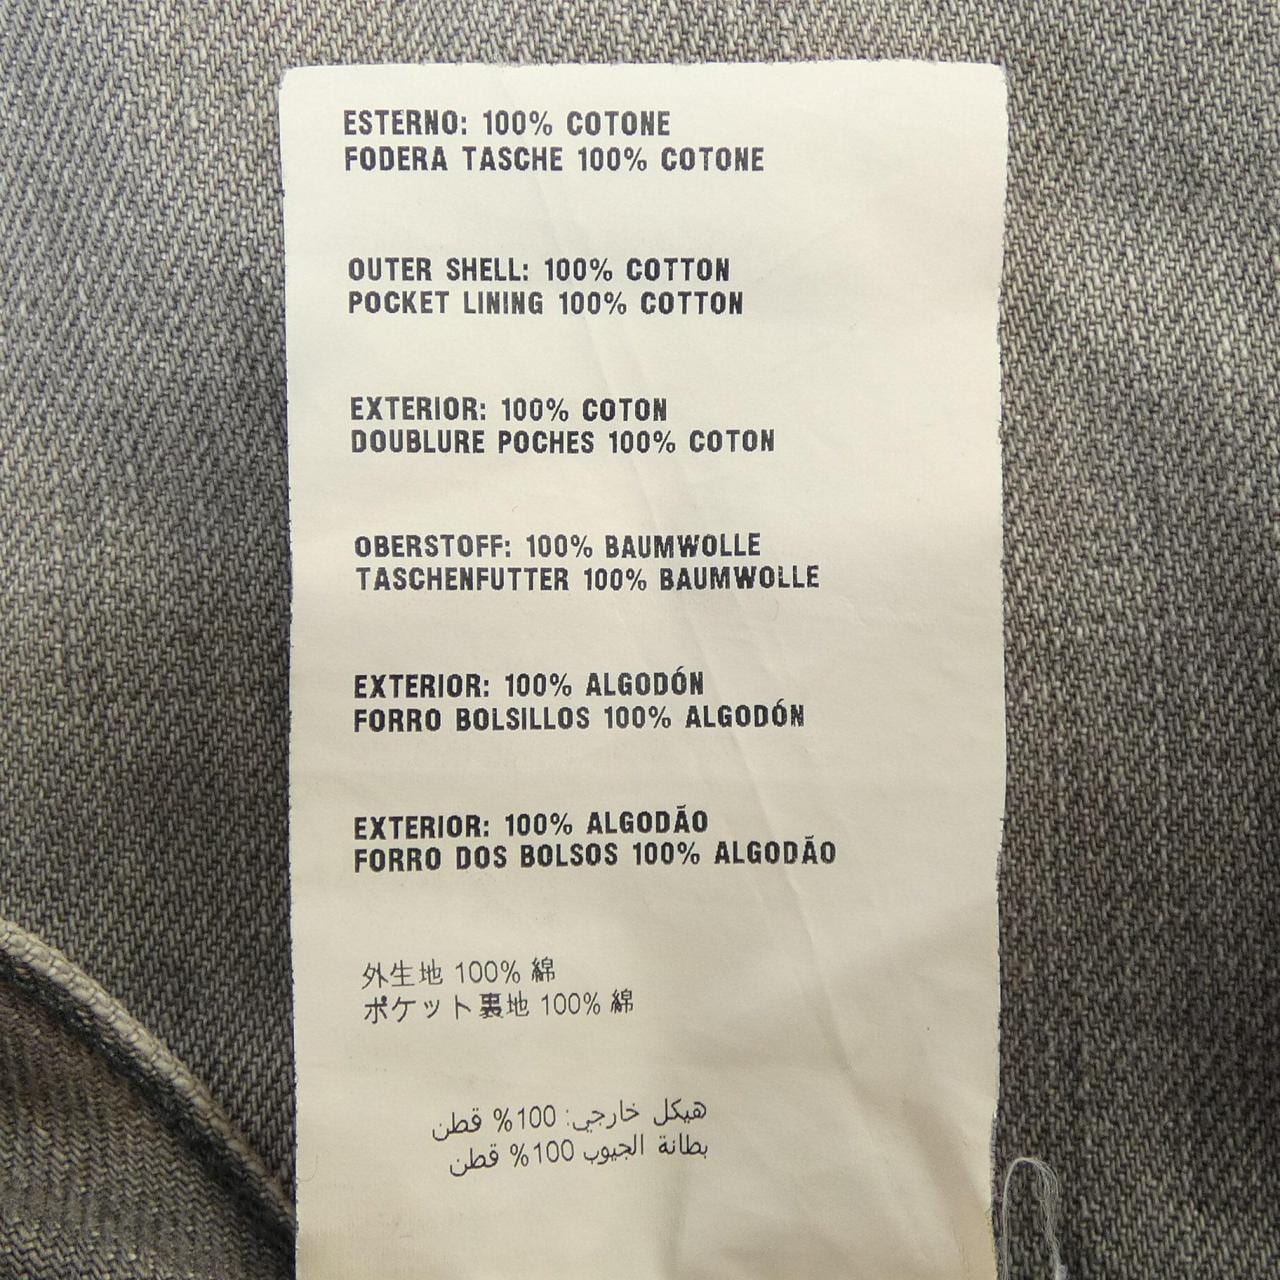 ESTERNO: 100% COTONE
FODERA TASCHE 100% COTONE
OUTER SHELL: 100% COTTON
POCKET LINING 100% COTTON
EXTERIOR: 100% COTON
DOUBLURE POCHES 100% COTON
OBERSTOFF: 100% BAUMWOLLE
TASCHENFUTTER 100% BAUMWOLLE
EXTERIOR: 100% ALGODÓN
FORRO BOLSILLOS 100% ALGODÓN
EXTERIOR: 100% ALGODÃO
FORRO DOS BOLSOS 100% ALGODÃO
外生地 100% 綿
ポケット裏地 100% 綿
هيكل خارجي: 100% قطن
بطانة الجيوب 100% قطن